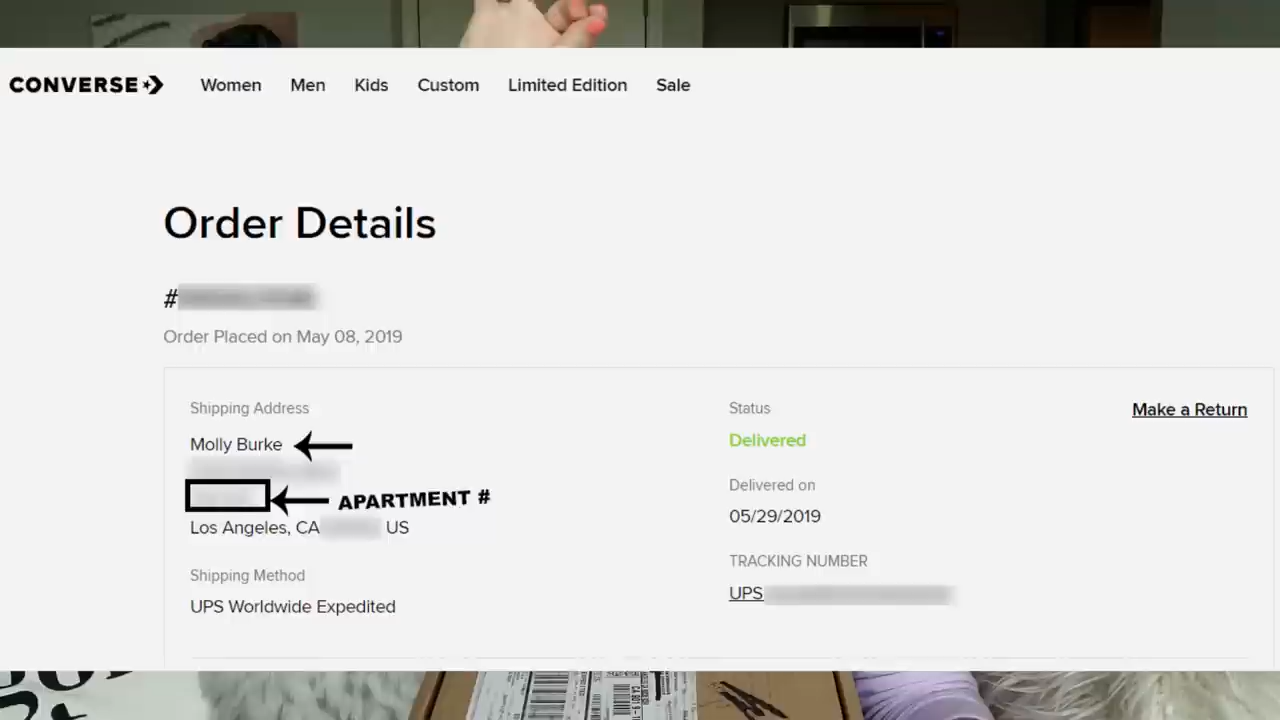 CONVERSE
Women Men Kids Custom Limited Edition Sale
Order Details
#
Order Placed on May 08, 2019
Shipping Address
Molly Burke
APARTMENT #
Los Angeles, CA US
Shipping Method
UPS Worldwide Expedited
Status
Delivered
Delivered on
05/29/2019
TRACKING NUMBER
UPS
Make a Return